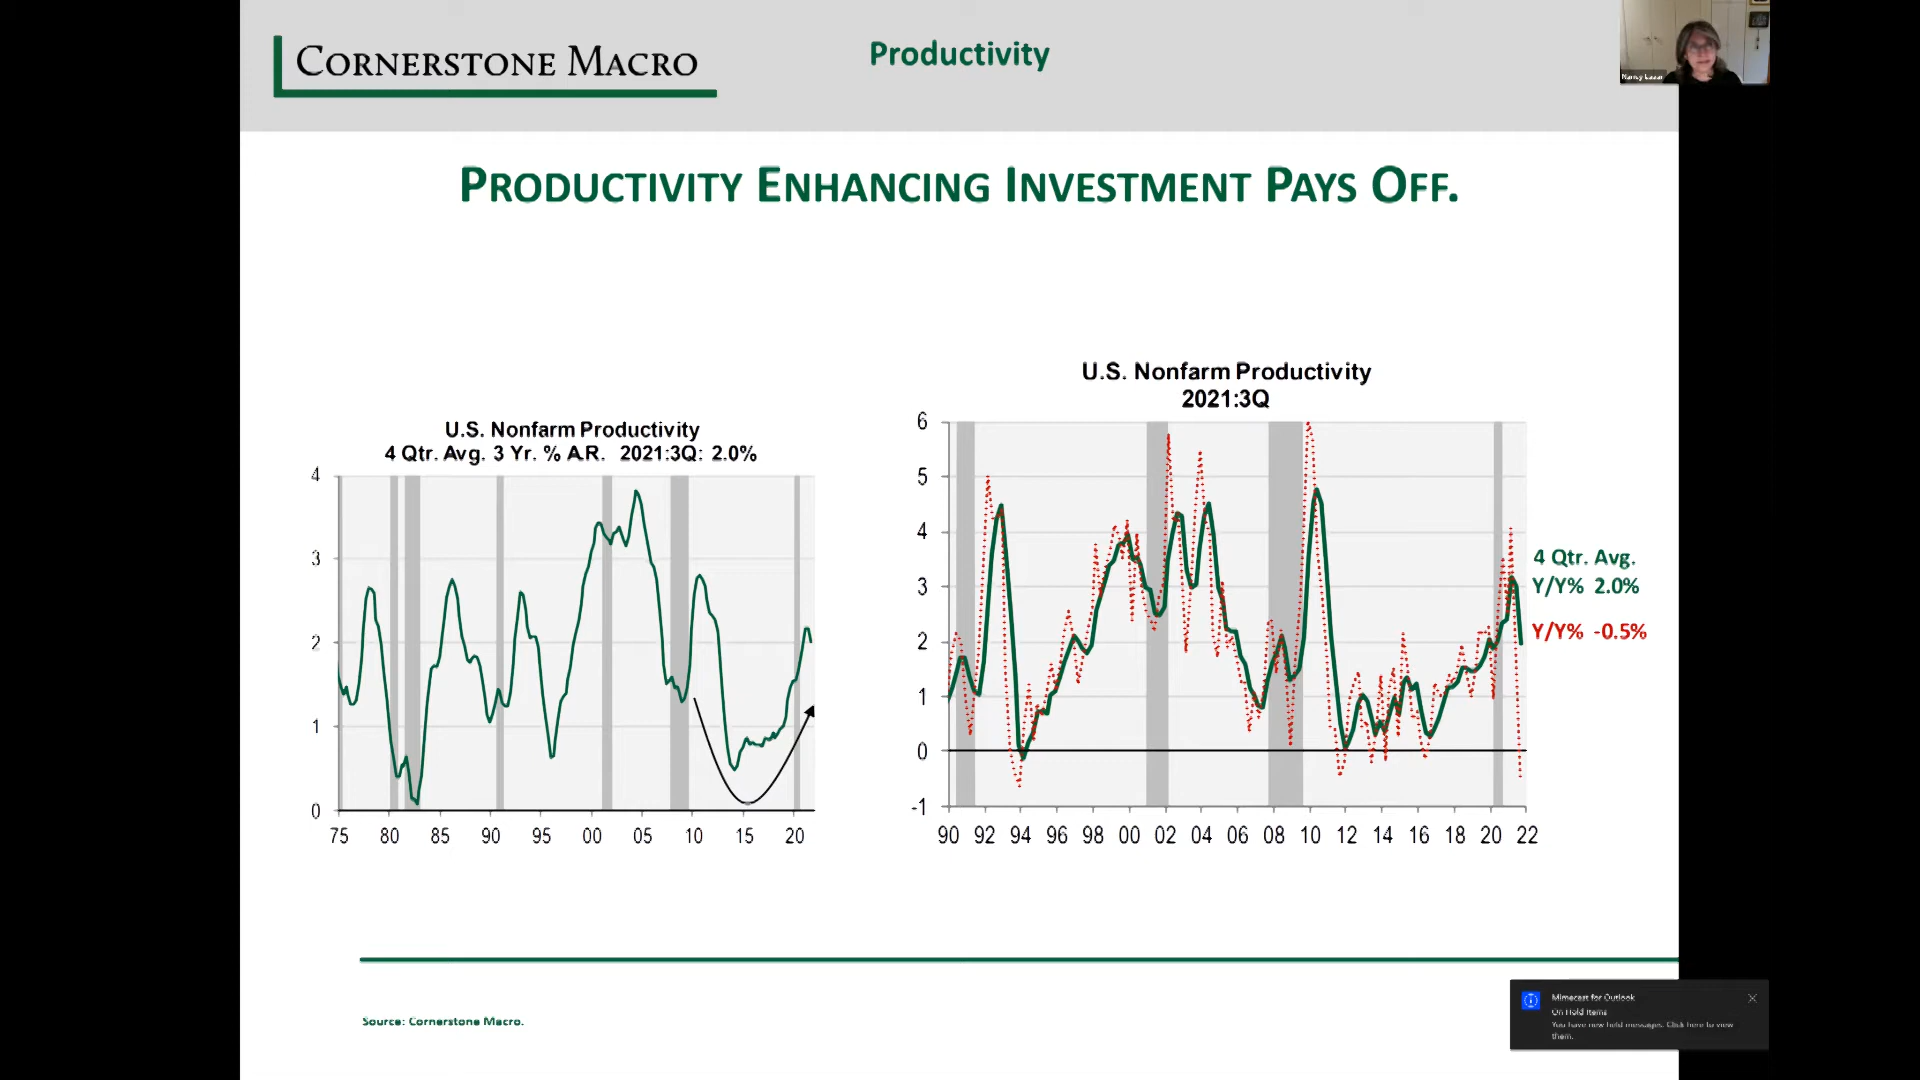 CORNERSTONE MACRO
Productivity
Nancy Lazar
PRODUCTIVITY ENHANCING INVESTMENT PAYS OFF.
U.S. Nonfarm Productivity
4 Qtr. Avg. 3 Yr. % A.R. 2021:3Q: 2.0%
4
3
2
1
0
75 80 85 90 95 00 05 10 15 20
U.S. Nonfarm Productivity
2021:3Q
6
5
4
3
2
1
0
-1
90 92 94 96 98 00 02 04 06 08 10 12 14 16 18 20 22
4 Qtr. Avg.
Y/Y% 2.0%
Y/Y% -0.5%
Source: Cornerstone Macro.
Mimecast for Outlook
On Hold Items
You have new held messages. Click here to view
them.